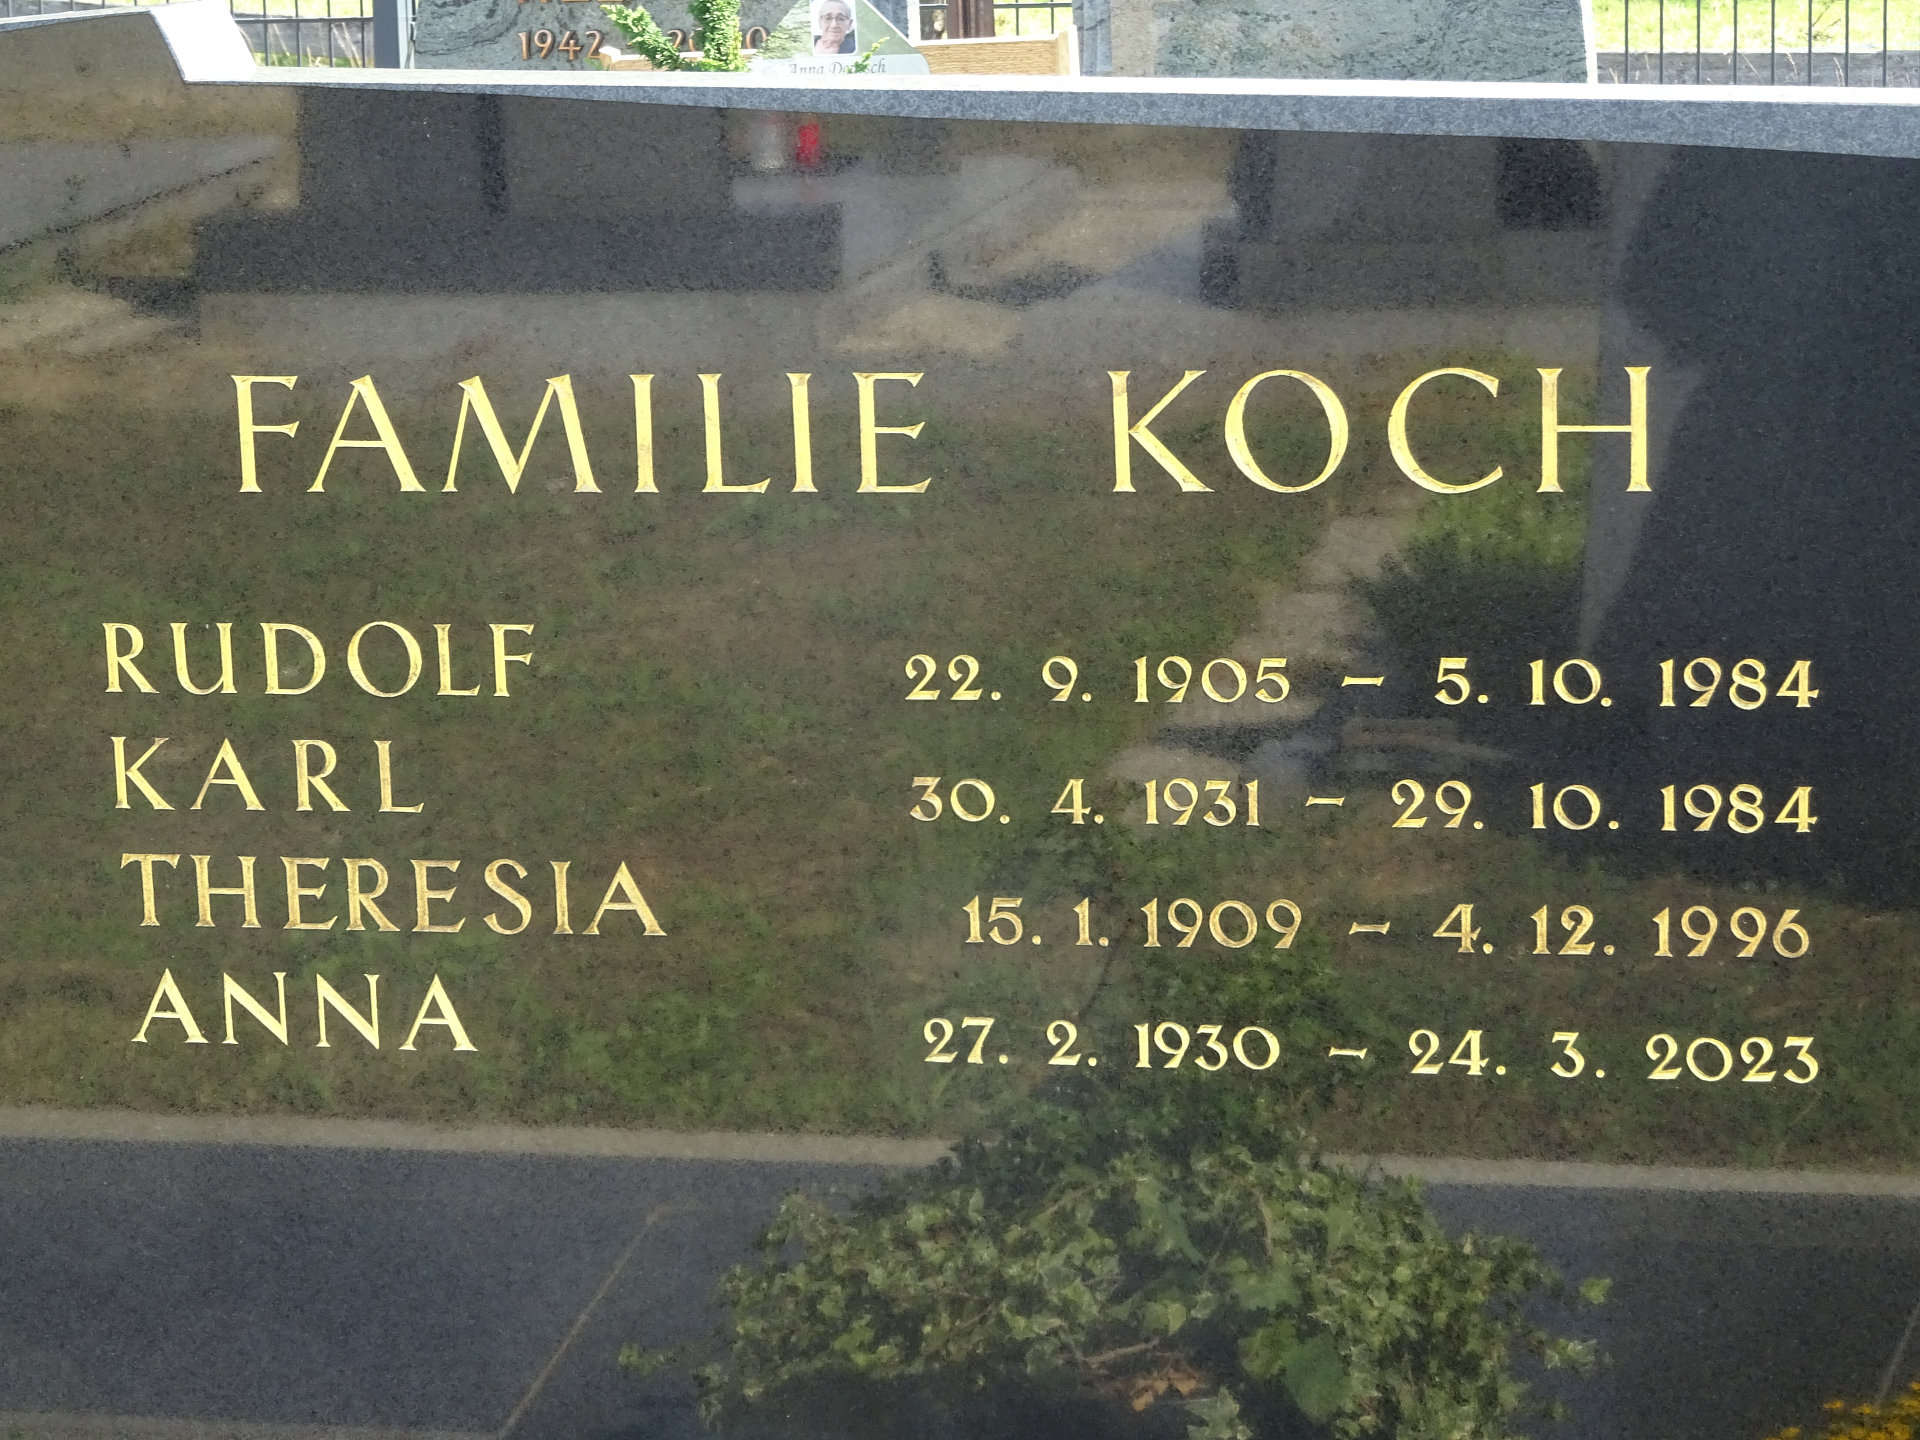 1942
FAMILIE KOCH
RUDOLF 22. 9. 1905 – 5. 10. 1984
KARL 30. 4. 1931 – 29. 10. 1984
THERESIA 15. 1. 1909 – 4. 12. 1996
ANNA 27. 2. 1930 – 24. 3. 2023